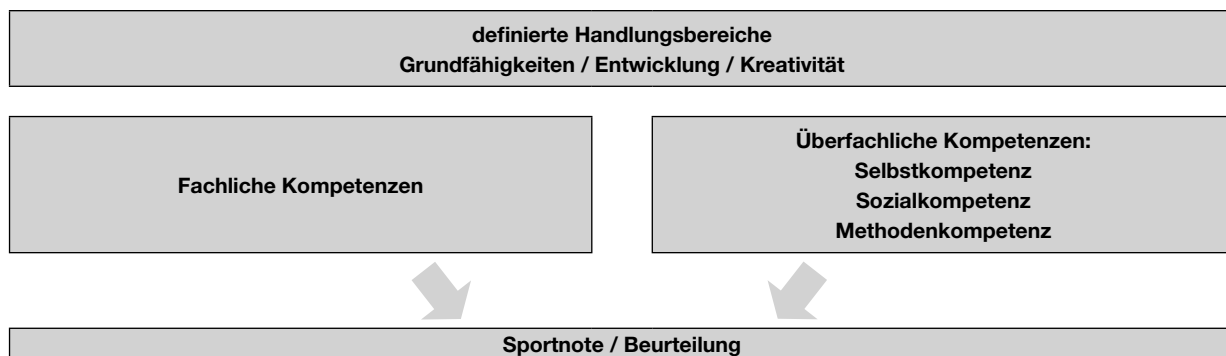 definierte Handlungsbereiche
Grundfähigkeiten / Entwicklung / Kreativität
Fachliche Kompetenzen
Überfachliche Kompetenzen:
Selbstkompetenz
Sozialkompetenz
Methodenkompetenz
Sportnote / Beurteilung